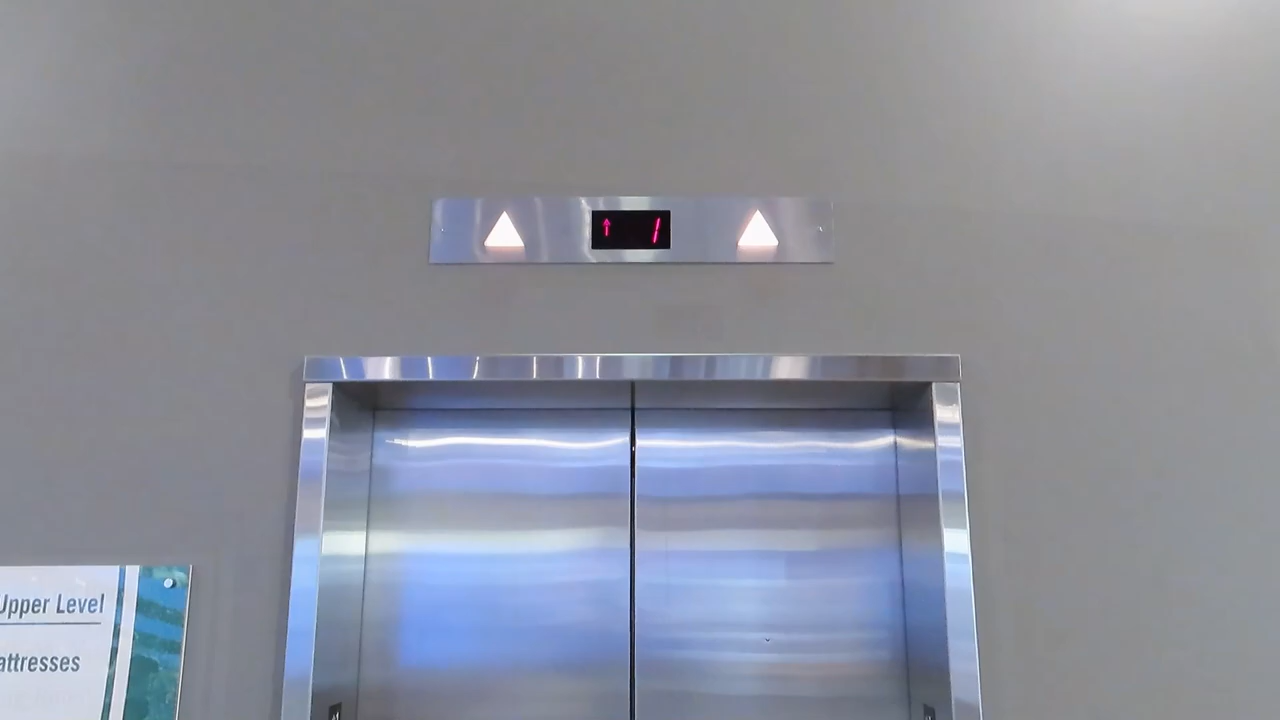 ↑ 1
Upper Level
attresses